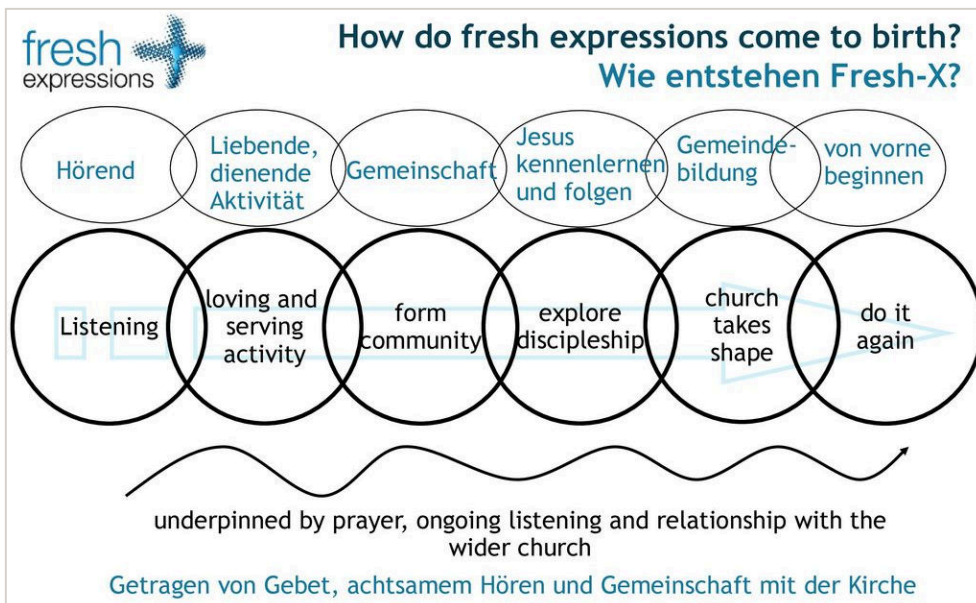 fresh
expressions
How do fresh expressions come to birth?
Wie entstehen Fresh-X?
Hörend
Liebende,
dienende
Aktivität
Gemeinschaft
Jesus
kennenlernen
und folgen
Gemeinde-
bildung
von vorne
beginnen
Listening
loving and
serving
activity
form
community
explore
discipleship
church
takes
shape
do it
again
underpinned by prayer, ongoing listening and relationship with the
wider church
Getragen von Gebet, achtsamem Hören und Gemeinschaft mit der Kirche